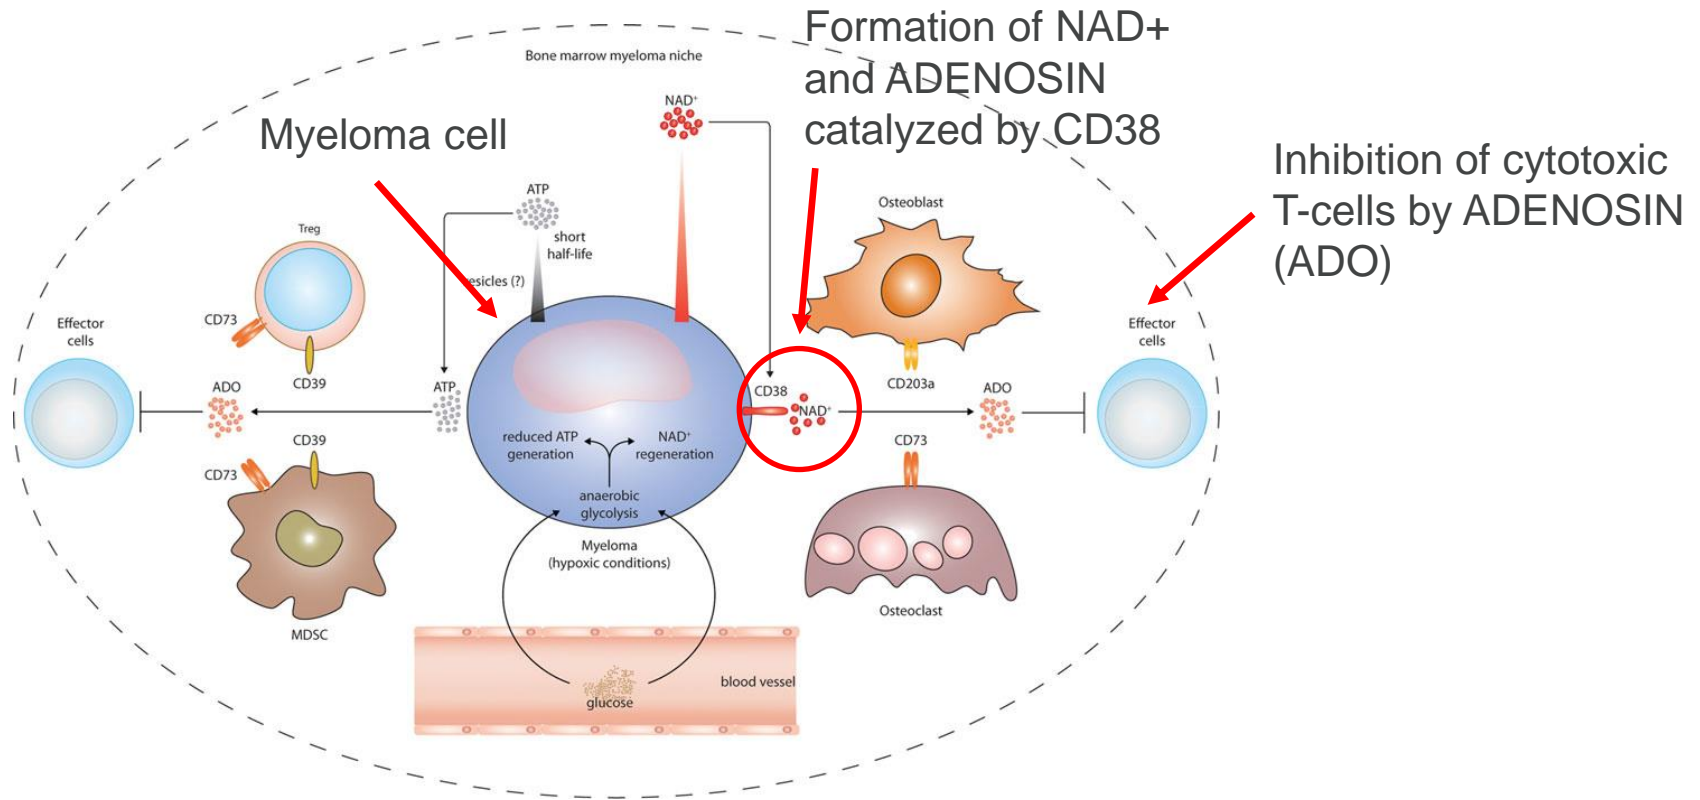 Formation of NAD+
and ADENOSIN
catalyzed by CD38
Bone marrow myeloma niche
NAD⁺
Myeloma cell
Inhibition of cytotoxic
T-cells by ADENOSIN
(ADO)
ATP
short
half-life
Treg
Osteoblast
CD73
Effector
cells
CD39
ADO
ATP
CD38
NAD⁺
CD203a
ADO
Effector
cells
CD39
CD73
reduced ATP
generation
NAD⁺
regeneration
CD73
anaerobic
glycolysis
Myeloma
(hypoxic conditions)
MDSC
Osteoclast
blood vessel
glucose